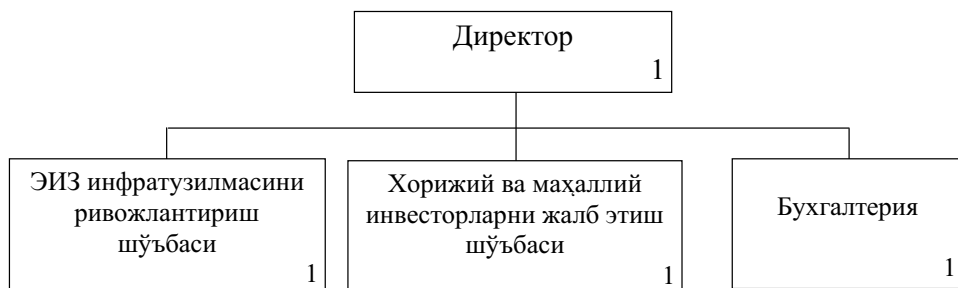 Директор
1
ЭИЗ инфратузилмасини
ривожлантириш
шўъбаси
1
Хорижий ва маҳаллий
инвесторларни жалб этиш
шўъбаси
1
Бухгалтерия
1